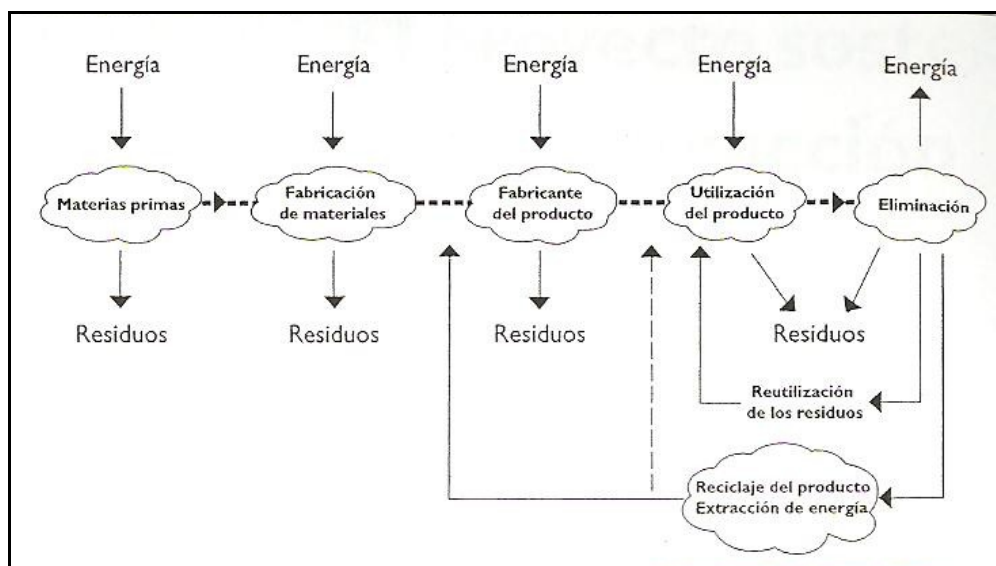 Energía
Energía
Energía
Energía
Energía
Materias primas
Fabricación
de materiales
Fabricante
del producto
Utilización
del producto
Eliminación
Residuos
Residuos
Residuos
Residuos
Reutilización
de los residuos
Reciclaje del producto
Extracción de energía